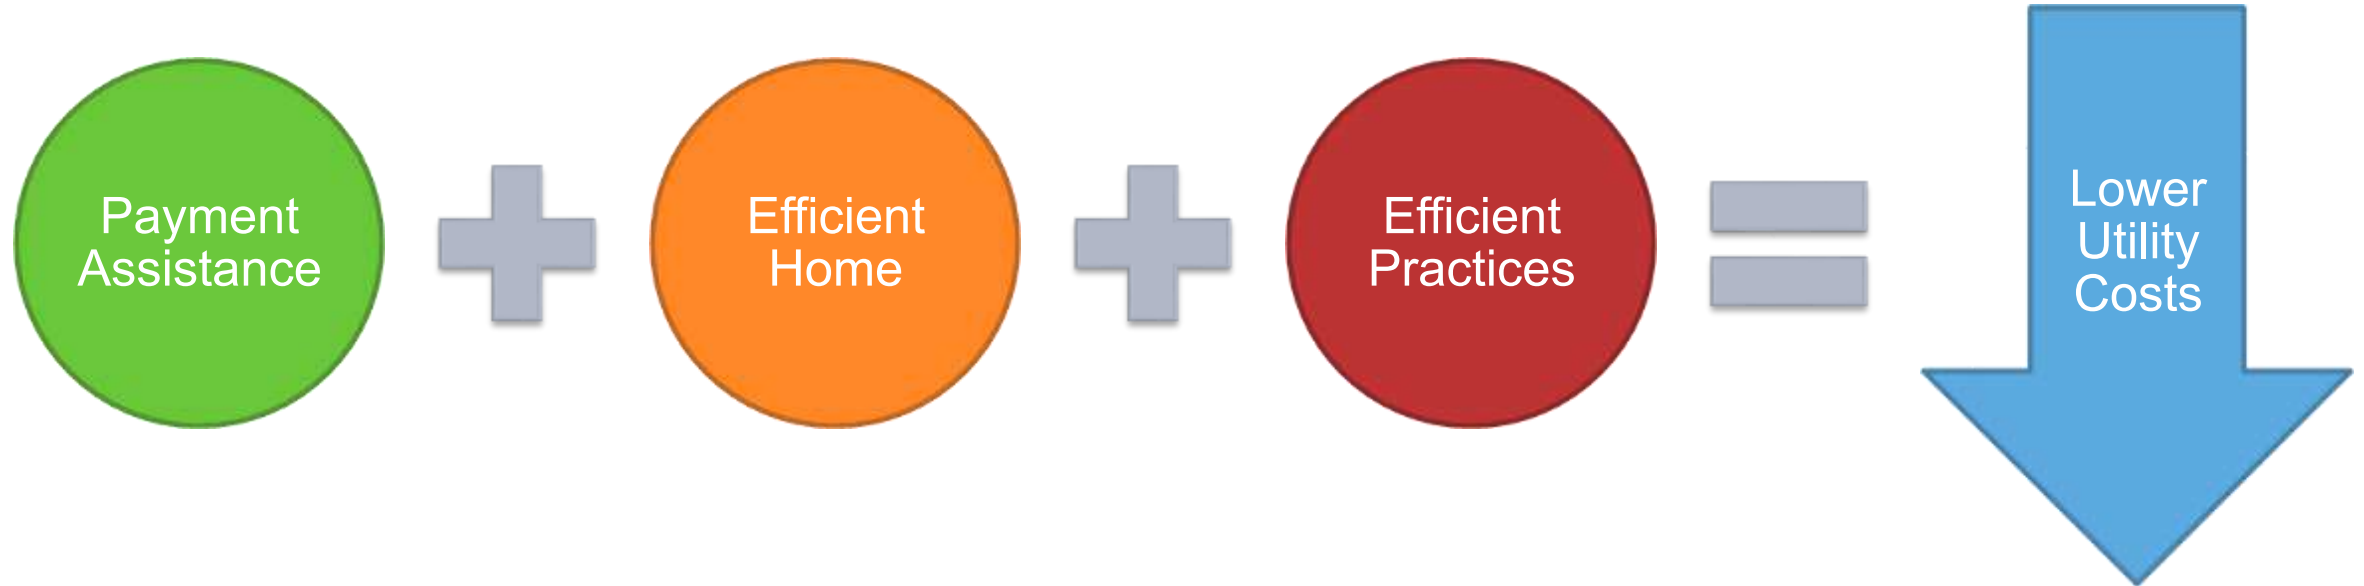 Payment
Assistance
Efficient
Home
Efficient
Practices
Lower
Utility
Costs